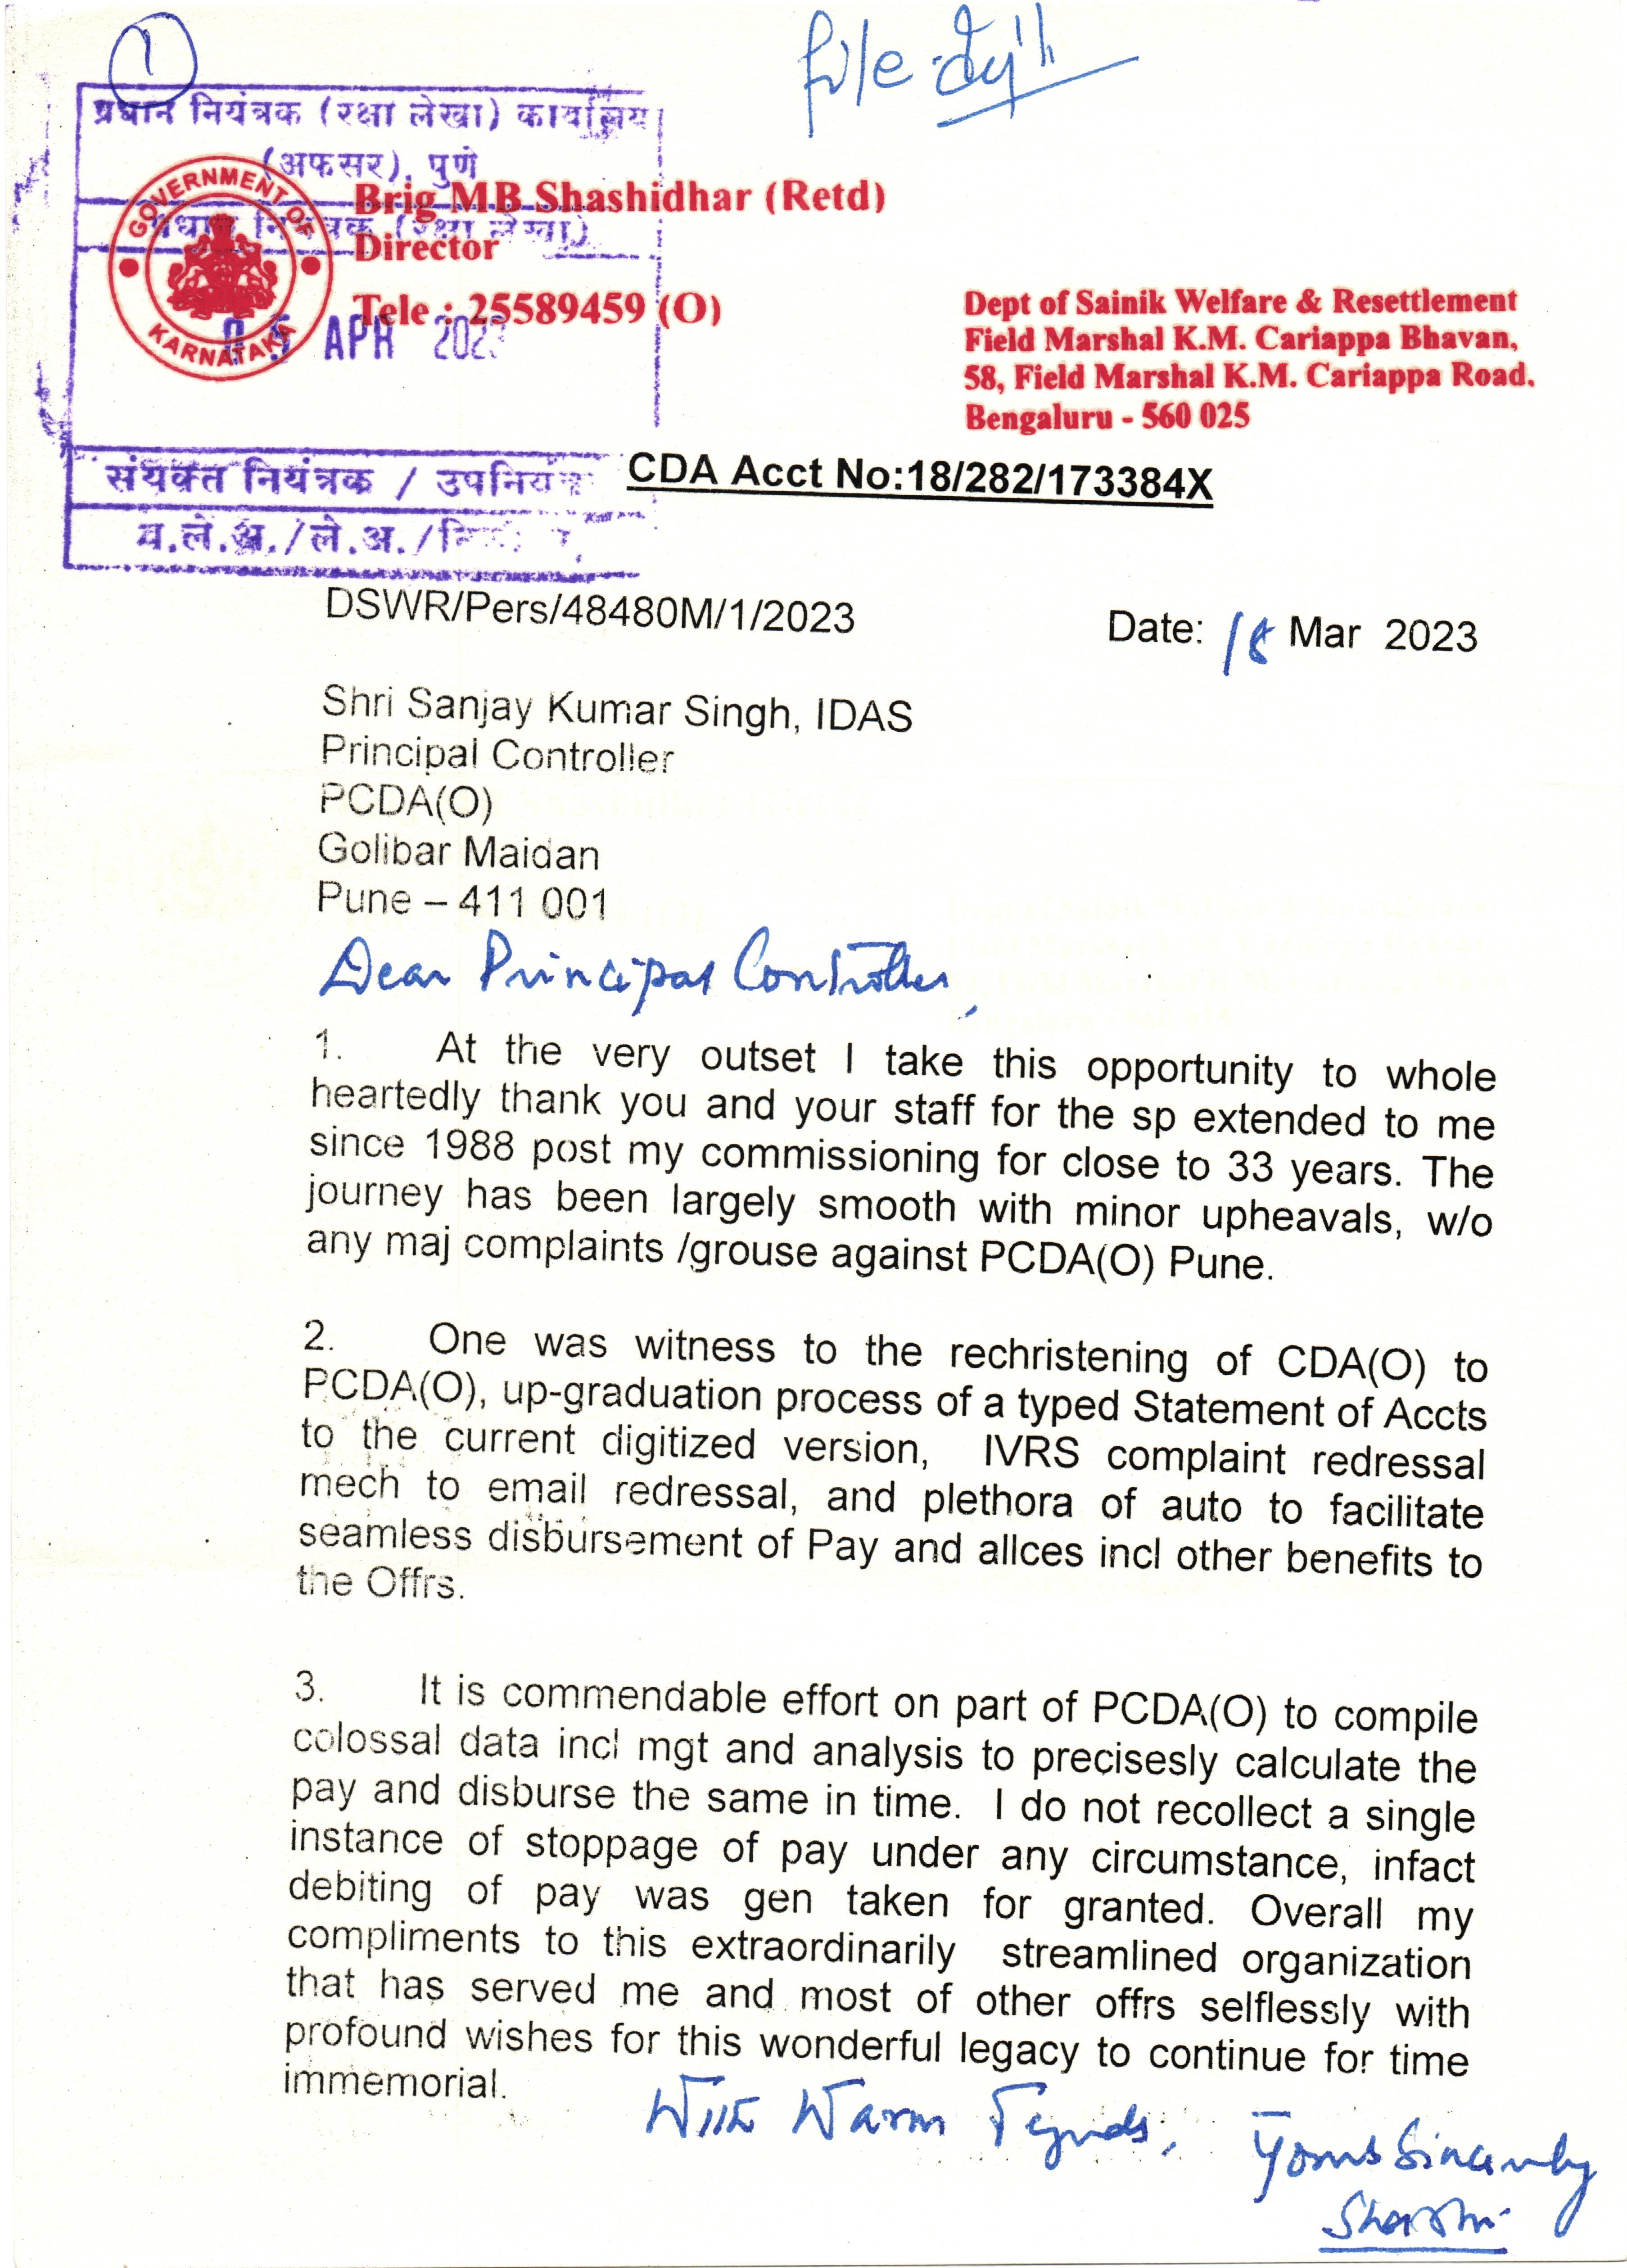 1
प्रधान नियंत्रक (रक्षा लेखा) कार्यालय
(अफसर), पुणे
प्रधान नियंत्रक (रक्षा लेखा)
GOVERNMENT OF
KARNATAKA
Brig MB Shashidhar (Retd)
Director
Tele : 25589459 (O)
05 APR 2023
Dept of Sainik Welfare & Resettlement
Field Marshal K.M. Cariappa Bhavan,
58, Field Marshal K.M. Cariappa Road.
Bengaluru - 560 025
संयक्त नियंत्रक / उपनियं
व.ले.अ./ले.अ./
CDA Acct No:18/282/173384X
DSWR/Pers/48480M/1/2023
Date: 18 Mar 2023
Shri Sanjay Kumar Singh, IDAS
Principal Controller
PCDA(O)
Golibar Maidan
Pune – 411 001
Dear Principal Controller,
1. At the very outset I take this opportunity to whole
heartedly thank you and your staff for the sp extended to me
since 1988 post my commissioning for close to 33 years. The
journey has been largely smooth with minor upheavals, w/o
any maj complaints /grouse against PCDA(O) Pune.
2. One was witness to the rechristening of CDA(O) to
PCDA(O), up-graduation process of a typed Statement of Accts
to the current digitized version, IVRS complaint redressal
mech to email redressal, and plethora of auto to facilitate
seamless disbursement of Pay and allces incl other benefits to
the Offrs.
3. It is commendable effort on part of PCDA(O) to compile
colossal data incl mgt and analysis to precisesly calculate the
pay and disburse the same in time. I do not recollect a single
instance of stoppage of pay under any circumstance, infact
debiting of pay was gen taken for granted. Overall my
compliments to this extraordinarily streamlined organization
that has served me and most of other offrs selflessly with
profound wishes for this wonderful legacy to continue for time
immemorial.
With Warm Regards,
Yours Sincerely